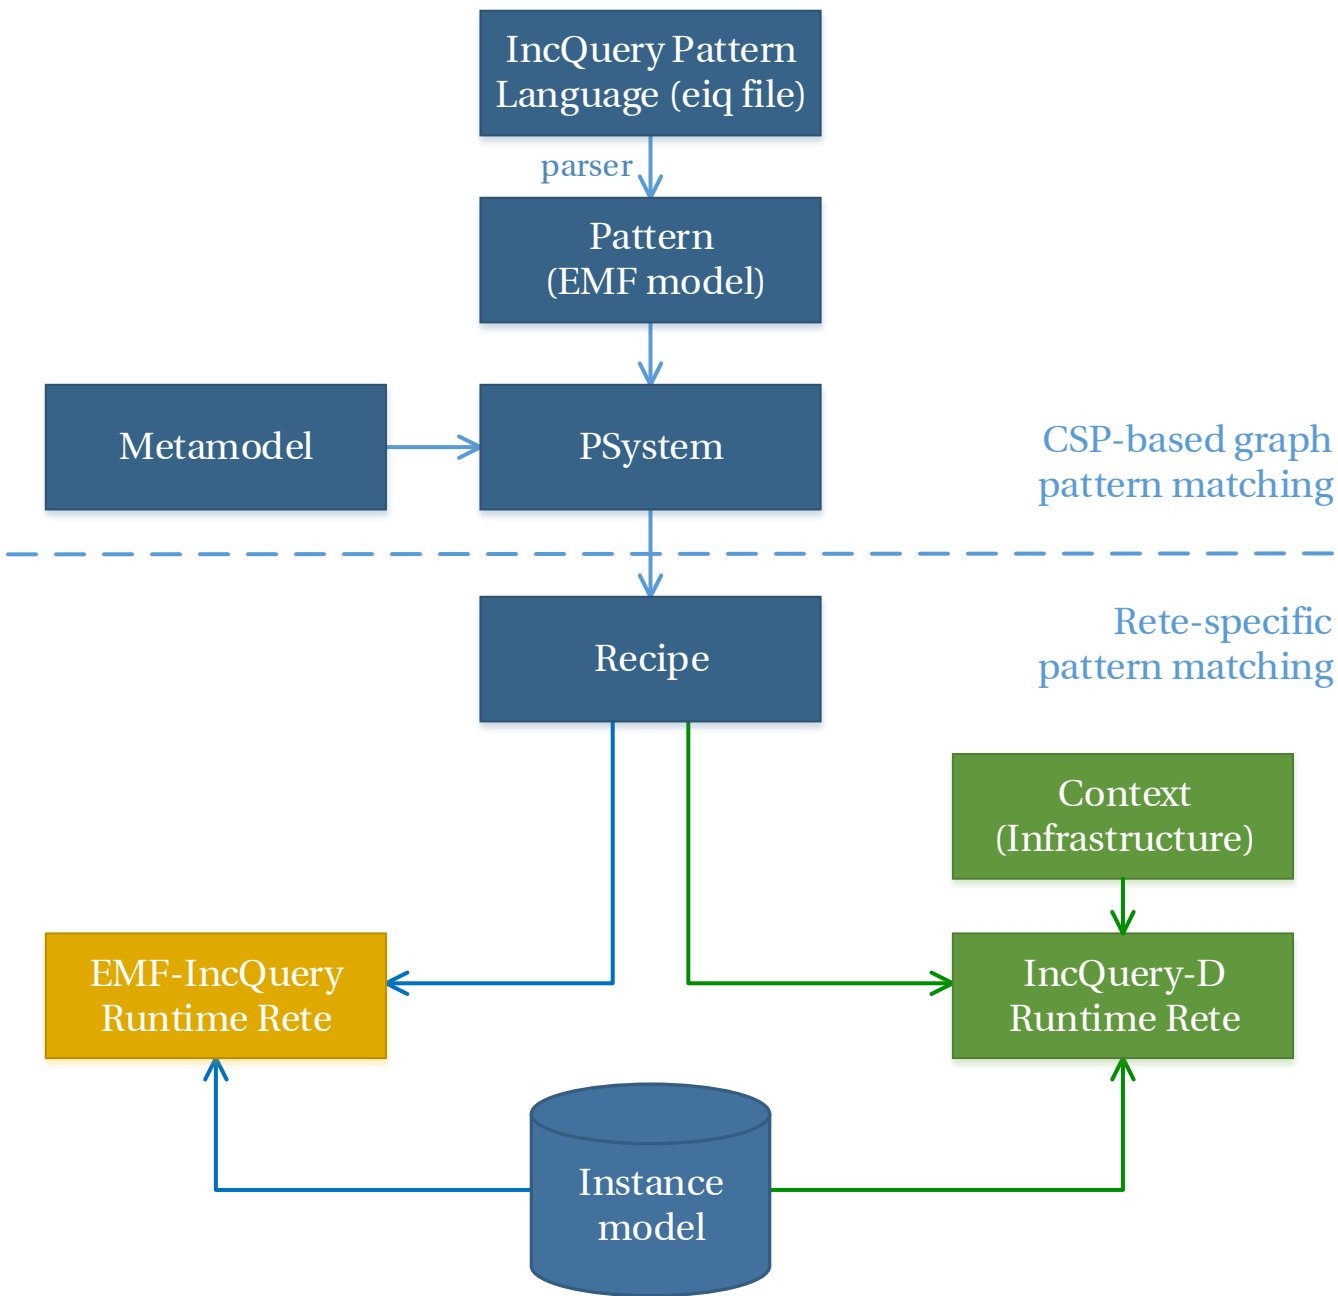 IncQuery Pattern
Language (eiq file)
parser
Pattern
(EMF model)
Metamodel
PSystem
CSP-based graph
pattern matching
Recipe
Rete-specific
pattern matching
Context
(Infrastructure)
EMF-IncQuery
Runtime Rete
IncQuery-D
Runtime Rete
Instance
model